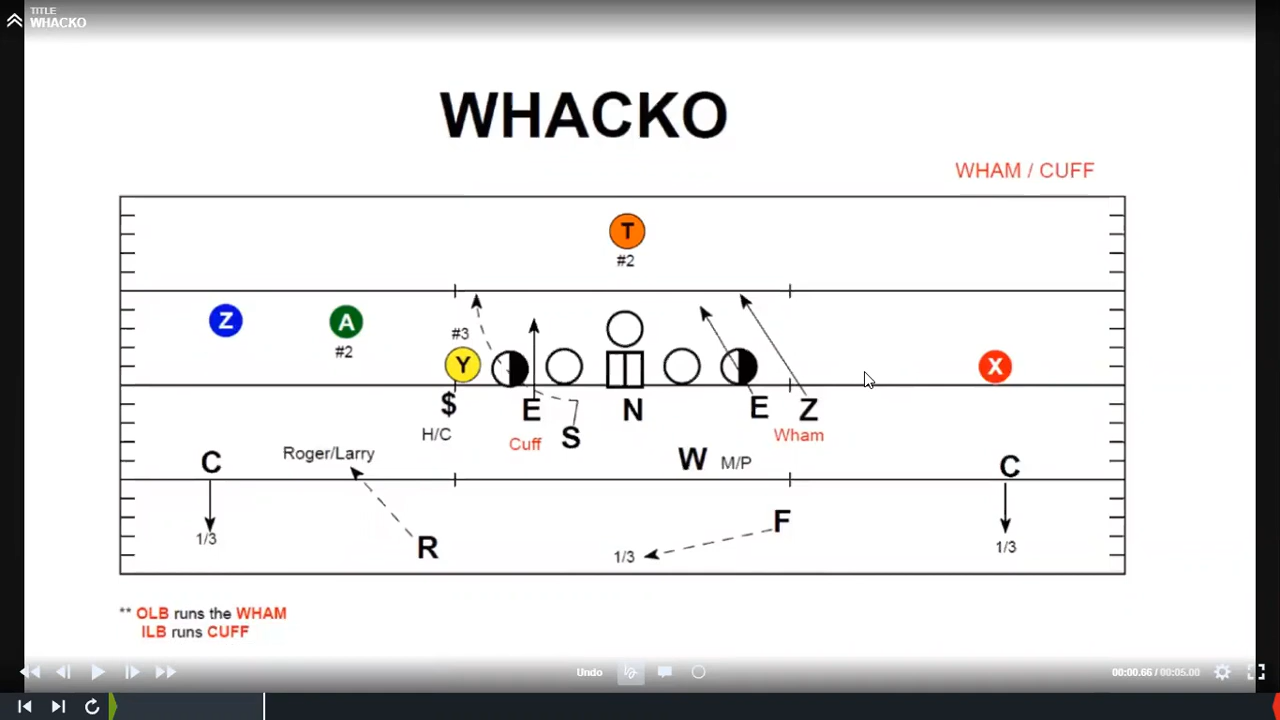 TITLE
WHACKO
WHACKO
WHAM / CUFF
T
#2
Z
A
#2
#3
Y
X
$
H/C
E
Cuff
S
N
E
Z
Wham
C
Roger/Larry
W
M/P
C
1/3
R
F
1/3
1/3
** OLB runs the WHAM
ILB runs CUFF
Undo
00:00.66 / 00:05.00